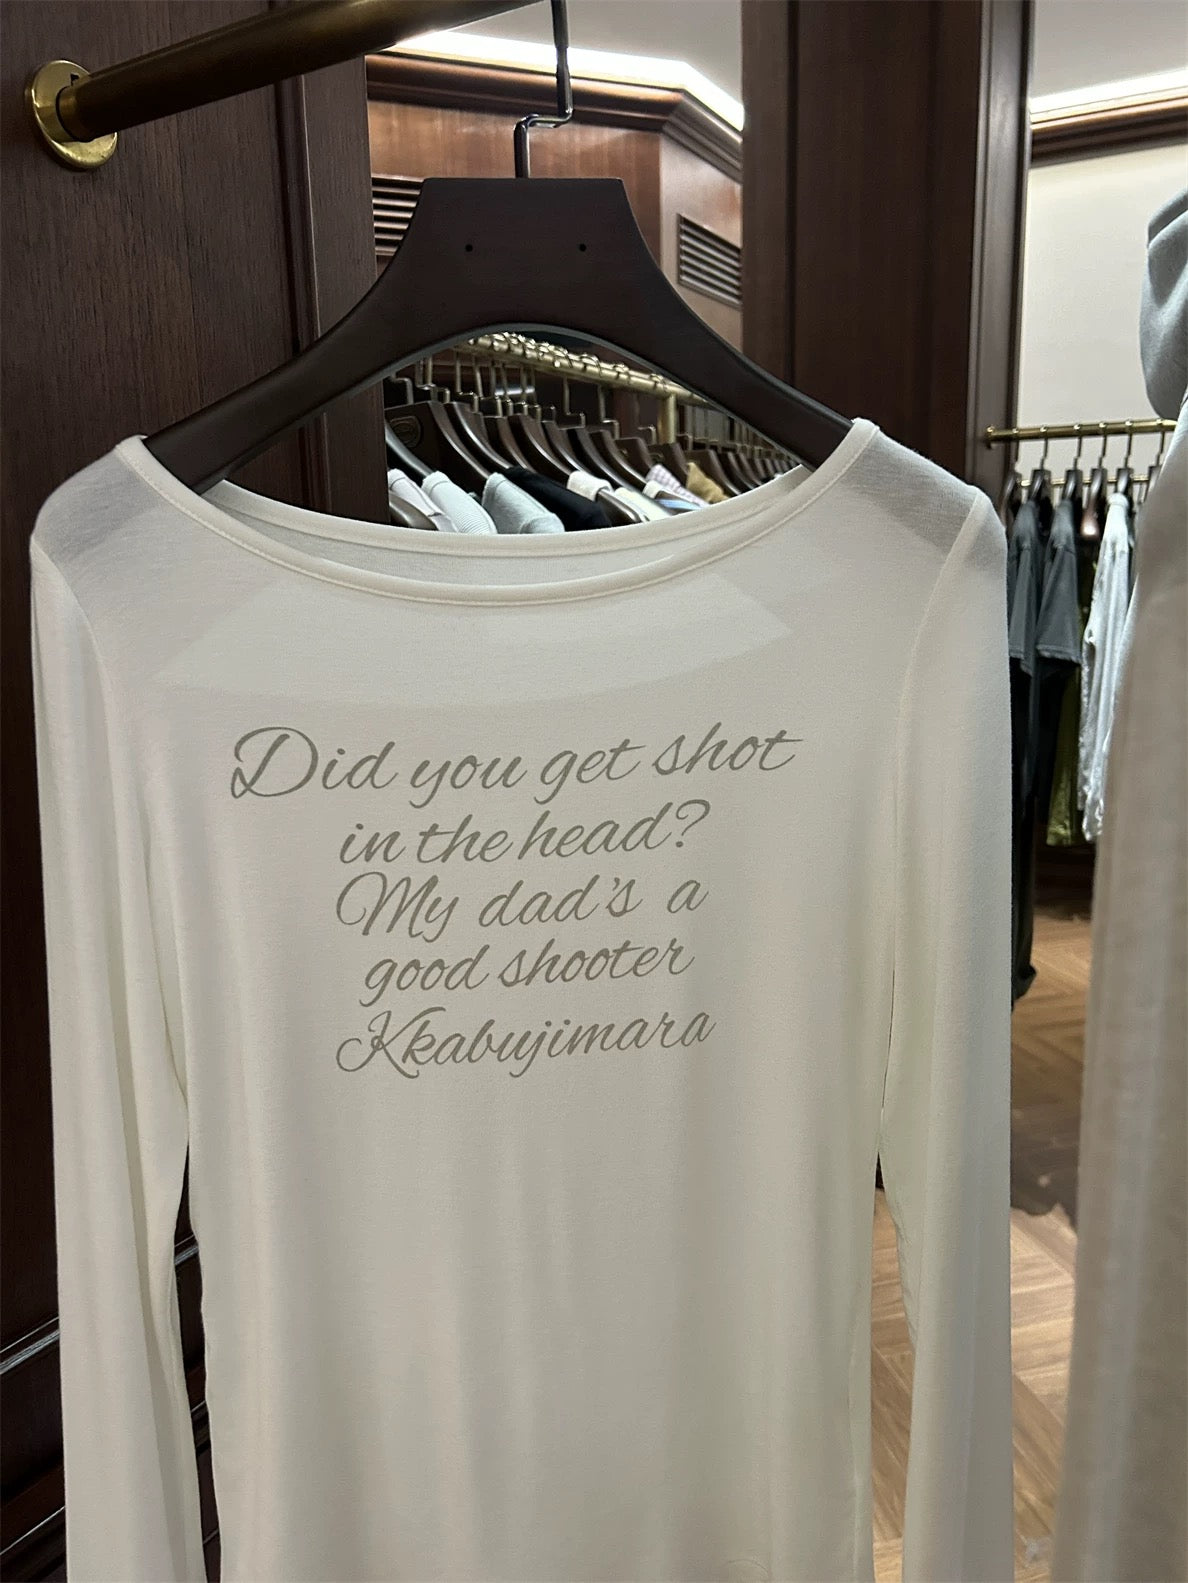 Did you get shot
in the head?
My dad's a
good shooter
Kkabujimara